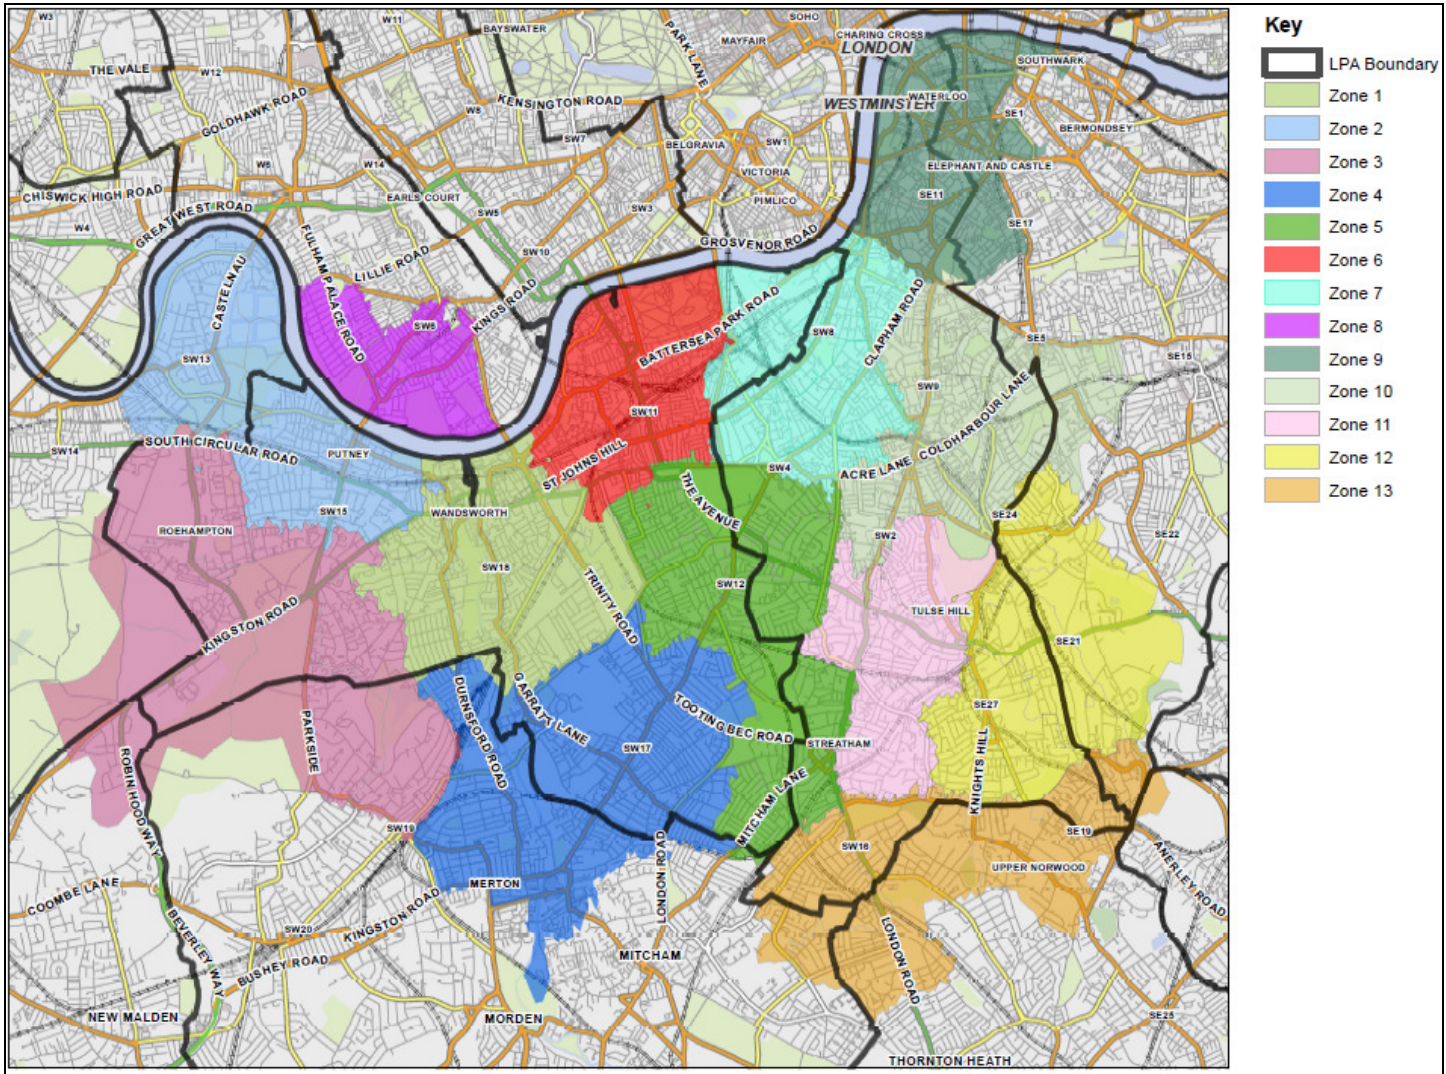 W3
W11
BAYSWATER
PARK LANE
SOHO
MAYFAIR
CHARING CROSS
LONDON
THE VALE
W12
SOUTHWARK
GOLDHAWK ROAD
W8
KENSINGTON ROAD
WESTMINSTER
WATERLOO
SE1
BERMONDSEY
SW7
BELGRAVIA
SW1
W6
W14
VICTORIA
ELEPHANT AND CASTLE
CHISWICK HIGH ROAD
EARLS COURT
PIMLICO
SW5
SW3
SE11
SE17
GREAT WEST ROAD
W4
FULHAM PALACE ROAD
LILLIE ROAD
SW10
GROSVENOR ROAD
CASTELNAU
KINGS ROAD
SW6
BATTERSEA PARK ROAD
SW8
CLAPHAM ROAD
SE5
SE15
SW13
SW9
COLDHARBOUR LANE
SW11
SW14
SOUTH CIRCULAR ROAD
PUTNEY
ST JOHNS HILL
SW4
ACRE LANE
THE AVENUE
SW15
WANDSWORTH
SE24
ROEHAMPTON
SW2
SE22
SW18
TRINITY ROAD
SW12
KINGSTON ROAD
TULSE HILL
SE21
GARRATT LANE
DURNSFORD ROAD
TOOTING BEC ROAD
SE27
PARKSIDE
SW17
STREATHAM
KNIGHTS HILL
ROBIN HOOD WAY
MITCHAM LANE
SW19
SE19
SW16
LONDON ROAD
UPPER NORWOOD
ANERLEY ROAD
COOMBE LANE
MERTON
BEVERLEY WAY
KINGSTON ROAD
SW20
LONDON ROAD
BUSHEY ROAD
MITCHAM
NEW MALDEN
MORDEN
SE25
THORNTON HEATH
Key
LPA Boundary
Zone 1
Zone 2
Zone 3
Zone 4
Zone 5
Zone 6
Zone 7
Zone 8
Zone 9
Zone 10
Zone 11
Zone 12
Zone 13